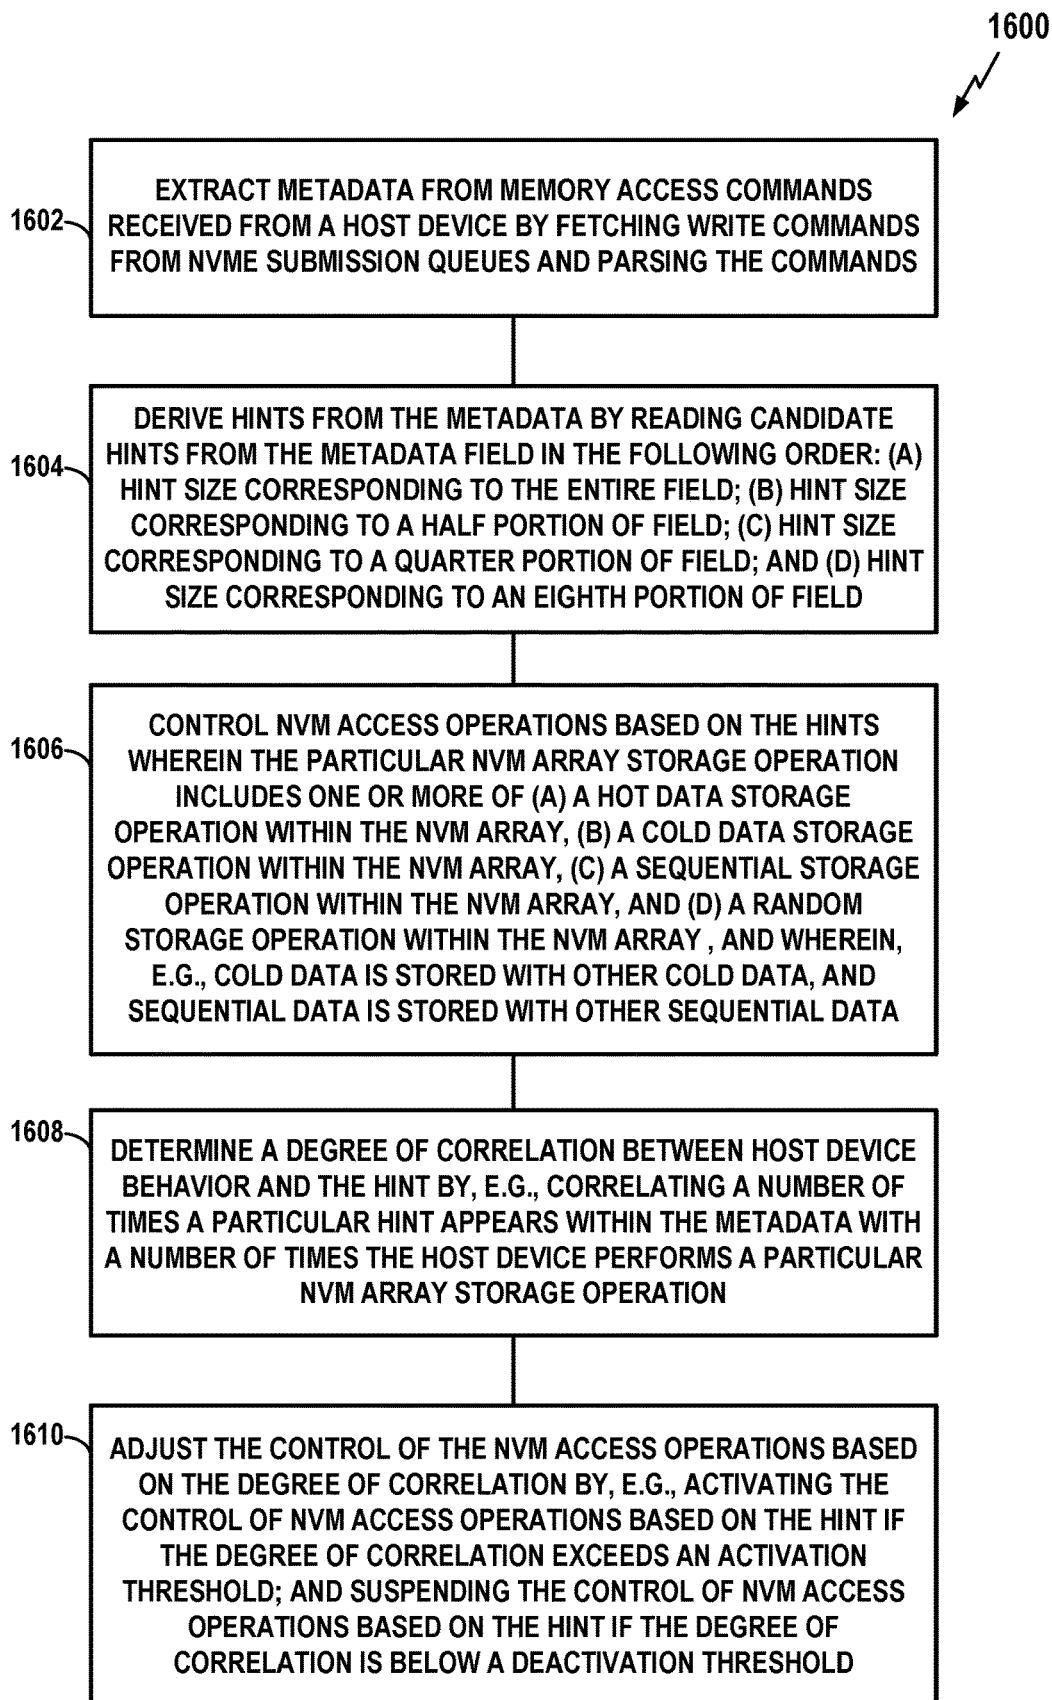 1600
1602
EXTRACT METADATA FROM MEMORY ACCESS COMMANDS
RECEIVED FROM A HOST DEVICE BY FETCHING WRITE COMMANDS
FROM NVME SUBMISSION QUEUES AND PARSING THE COMMANDS
1604
DERIVE HINTS FROM THE METADATA BY READING CANDIDATE
HINTS FROM THE METADATA FIELD IN THE FOLLOWING ORDER: (A)
HINT SIZE CORRESPONDING TO THE ENTIRE FIELD; (B) HINT SIZE
CORRESPONDING TO A HALF PORTION OF FIELD; (C) HINT SIZE
CORRESPONDING TO A QUARTER PORTION OF FIELD; AND (D) HINT
SIZE CORRESPONDING TO AN EIGHTH PORTION OF FIELD
1606
CONTROL NVM ACCESS OPERATIONS BASED ON THE HINTS
WHEREIN THE PARTICULAR NVM ARRAY STORAGE OPERATION
INCLUDES ONE OR MORE OF (A) A HOT DATA STORAGE
OPERATION WITHIN THE NVM ARRAY, (B) A COLD DATA STORAGE
OPERATION WITHIN THE NVM ARRAY, (C) A SEQUENTIAL STORAGE
OPERATION WITHIN THE NVM ARRAY, AND (D) A RANDOM
STORAGE OPERATION WITHIN THE NVM ARRAY , AND WHEREIN,
E.G., COLD DATA IS STORED WITH OTHER COLD DATA, AND
SEQUENTIAL DATA IS STORED WITH OTHER SEQUENTIAL DATA
1608
DETERMINE A DEGREE OF CORRELATION BETWEEN HOST DEVICE
BEHAVIOR AND THE HINT BY, E.G., CORRELATING A NUMBER OF
TIMES A PARTICULAR HINT APPEARS WITHIN THE METADATA WITH
A NUMBER OF TIMES THE HOST DEVICE PERFORMS A PARTICULAR
NVM ARRAY STORAGE OPERATION
1610
ADJUST THE CONTROL OF THE NVM ACCESS OPERATIONS BASED
ON THE DEGREE OF CORRELATION BY, E.G., ACTIVATING THE
CONTROL OF NVM ACCESS OPERATIONS BASED ON THE HINT IF
THE DEGREE OF CORRELATION EXCEEDS AN ACTIVATION
THRESHOLD; AND SUSPENDING THE CONTROL OF NVM ACCESS
OPERATIONS BASED ON THE HINT IF THE DEGREE OF
CORRELATION IS BELOW A DEACTIVATION THRESHOLD